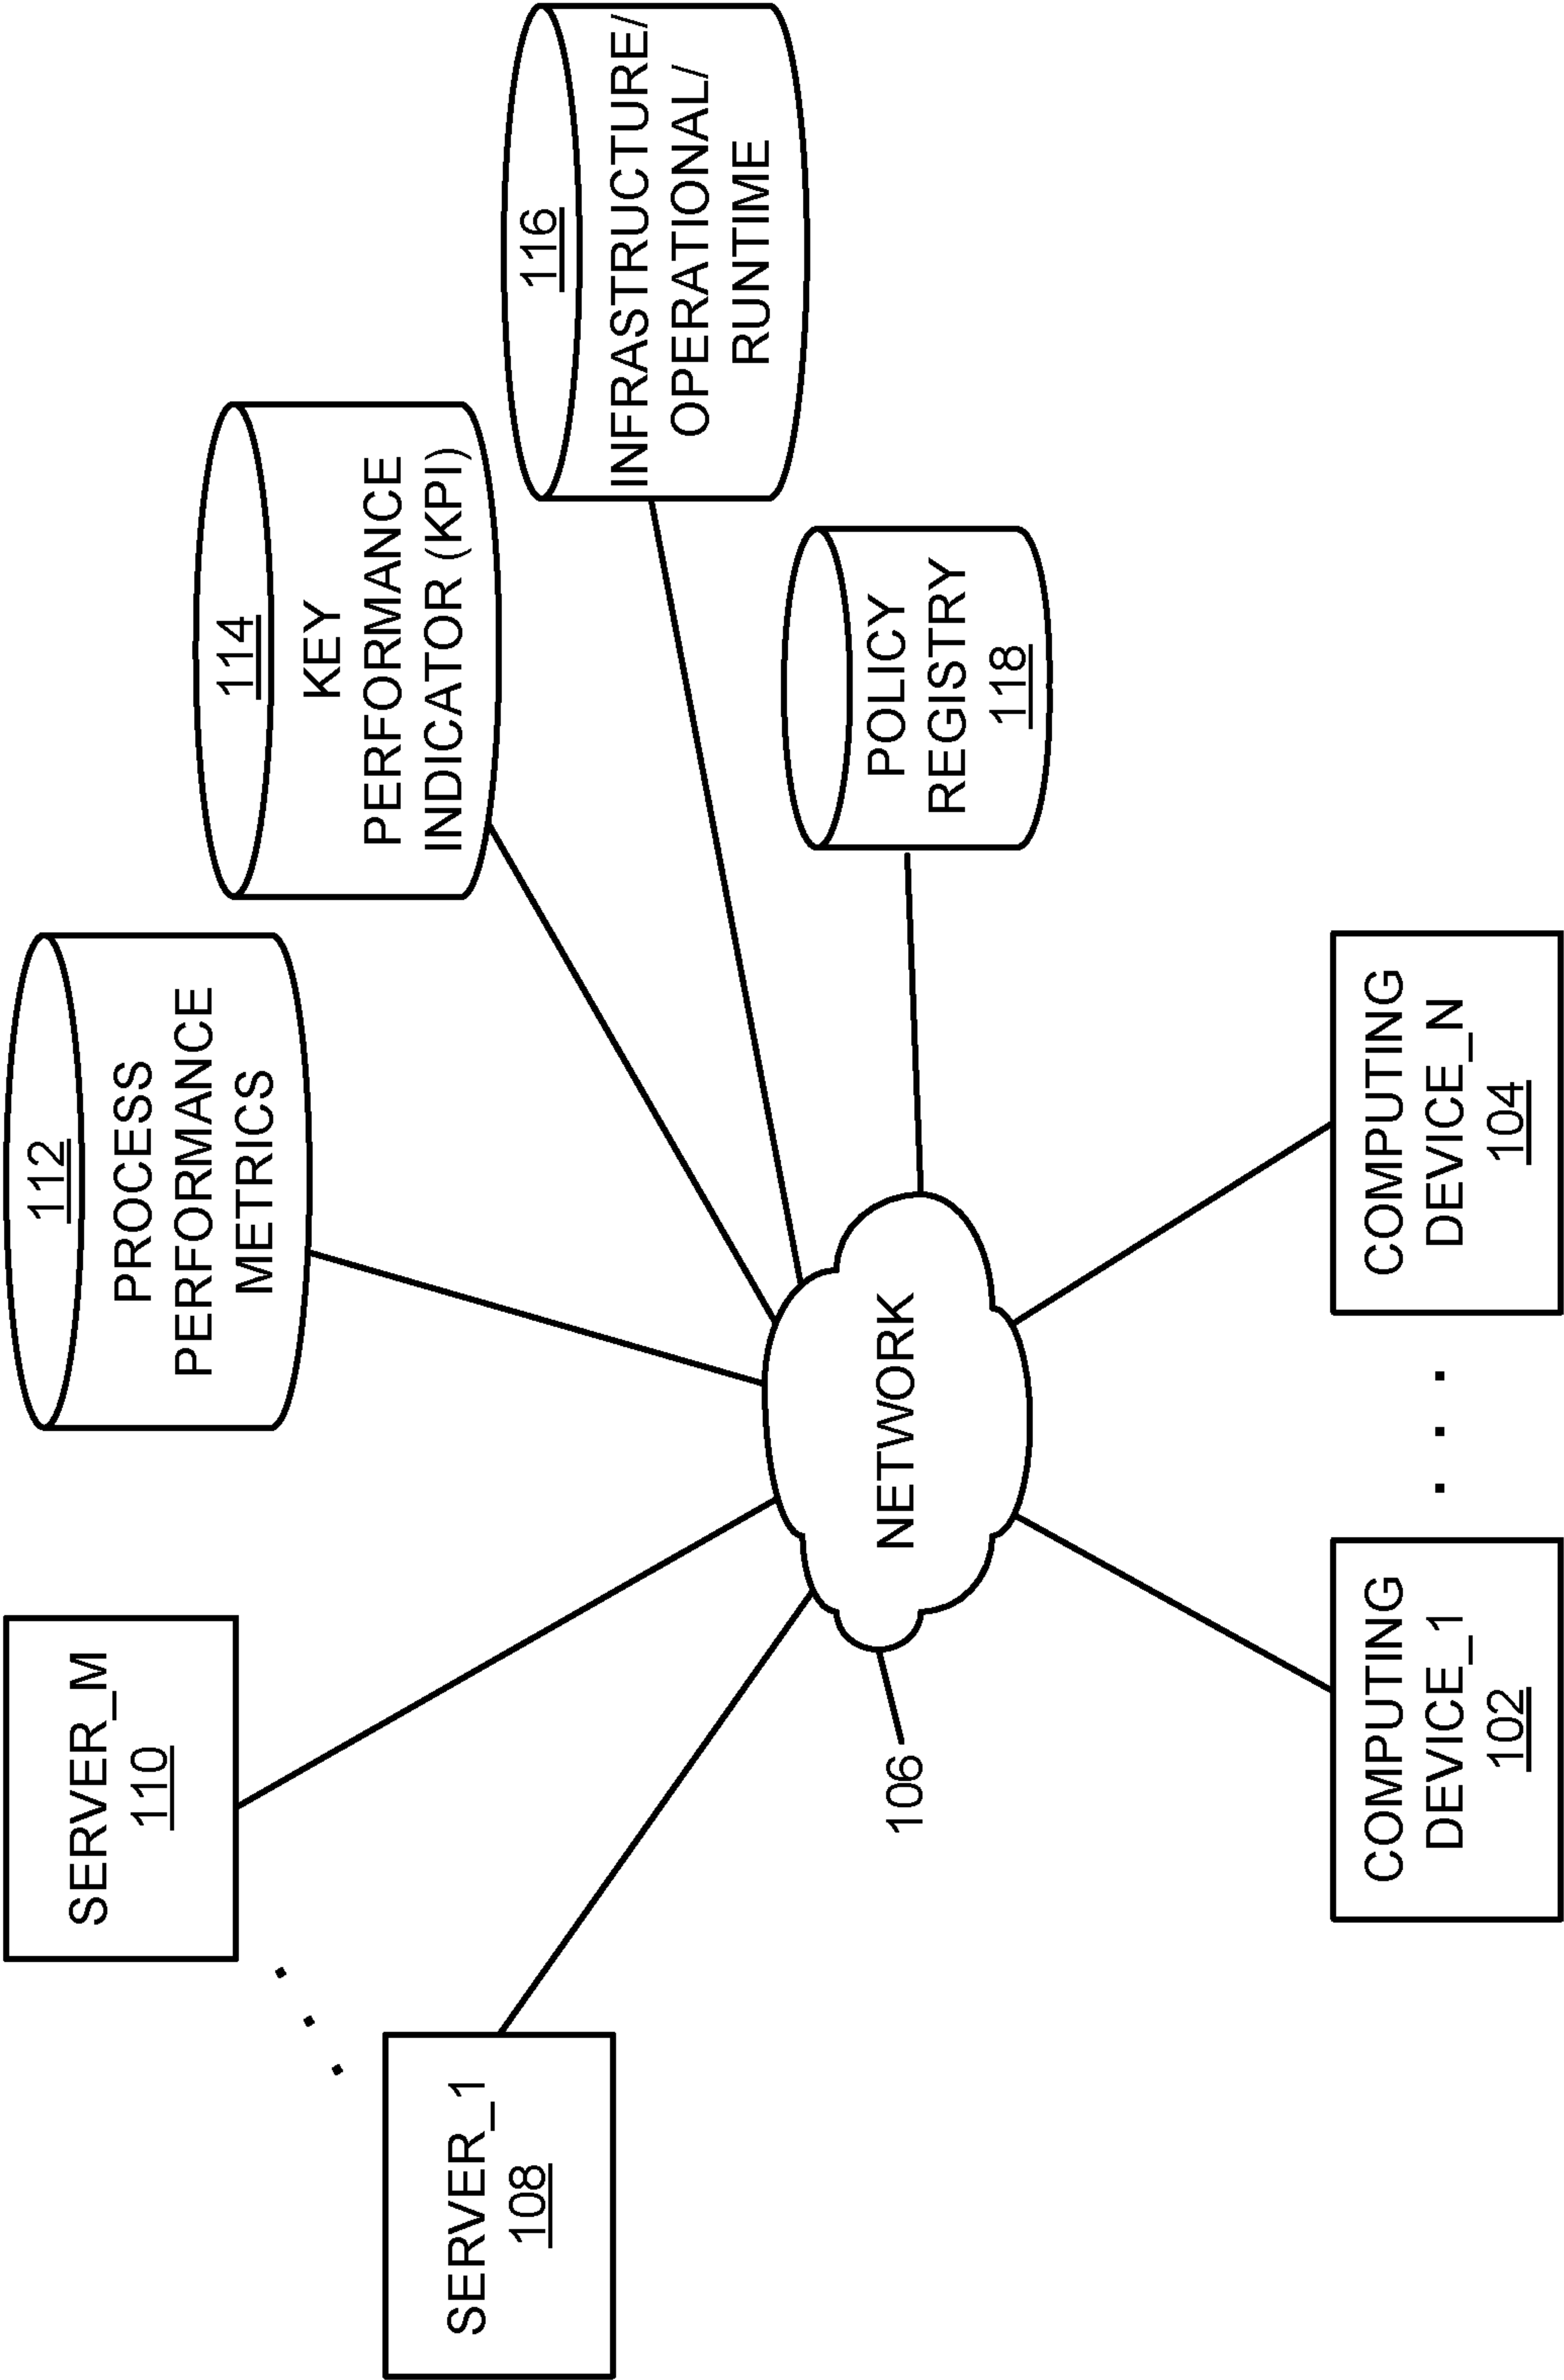 SERVER_M
110
112
PROCESS
PERFORMANCE
METRICS
114
KEY
PERFORMANCE
INDICATOR (KPI)
SERVER_1
108
116
INFRASTRUCTURE/
OPERATIONAL/
RUNTIME
NETWORK
106
POLICY
REGISTRY
118
COMPUTING
DEVICE_1
102
COMPUTING
DEVICE_N
104